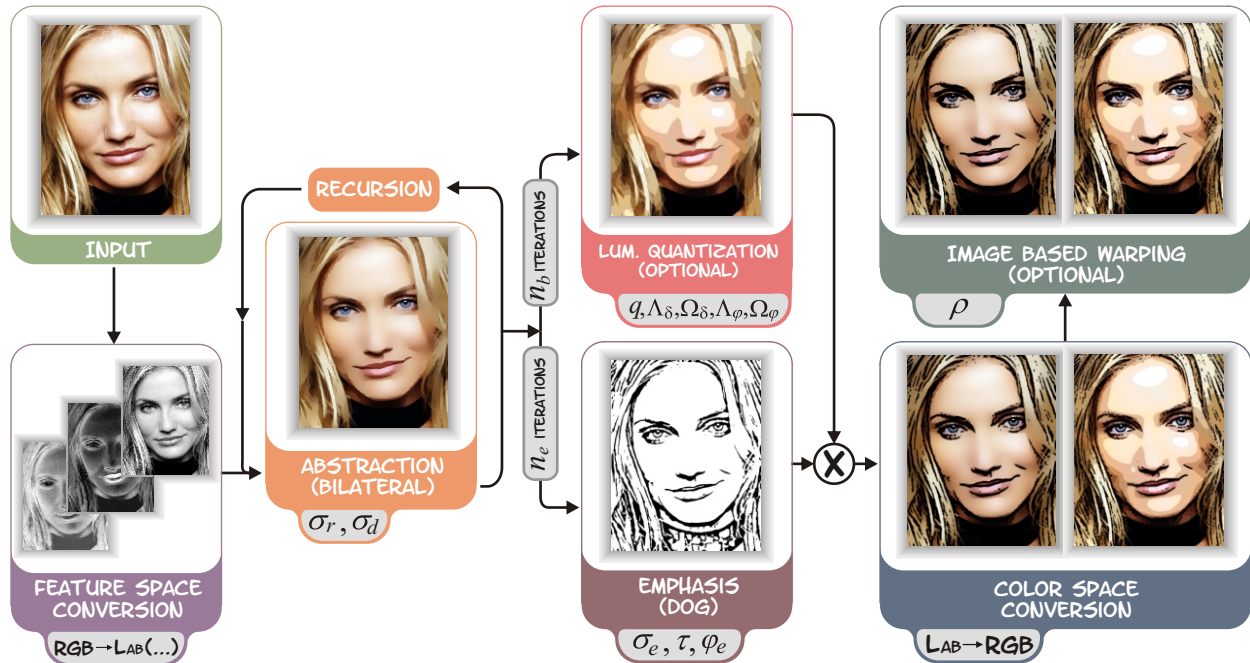 INPUT
FEATURE SPACE
CONVERSION
RGB→LAB(...)
RECURSION
ABSTRACTION
(BILATERAL)
σr, σd
nb ITERATIONS
ne ITERATIONS
LUM. QUANTIZATION
(OPTIONAL)
q,Λδ,Ωδ,Λφ,Ωφ
EMPHASIS
(DOG)
σe, τ, φe
X
COLOR SPACE
CONVERSION
LAB→RGB
IMAGE BASED WARPING
(OPTIONAL)
ρ